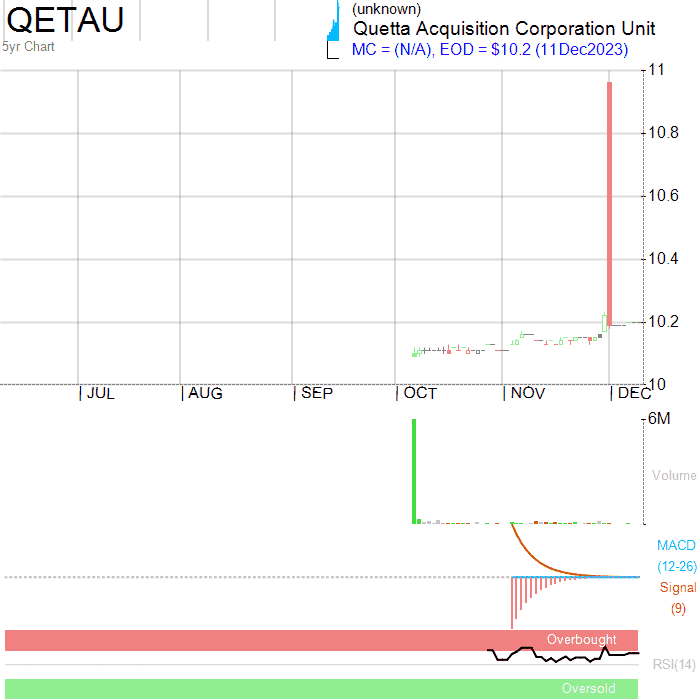 QETAU
(unknown)
Quetta Acquisition Corporation Unit
5yr Chart
MC = (N/A), EOD = $10.2 (11Dec2023)
11
10.8
10.6
10.4
10.2
10
JUL AUG SEP OCT NOV DEC
6M
Volume
MACD
(12-26)
Signal
(9)
Overbought
RSI(14)
Oversold